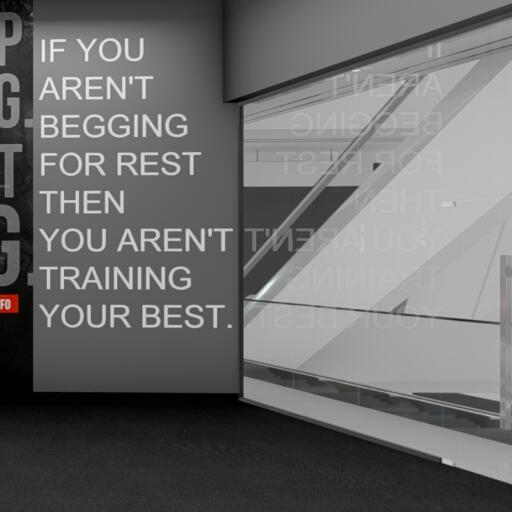 P
G.
T
G.
FO
IF YOU
AREN'T
BEGGING
FOR REST
THEN
YOU AREN'T
TRAINING
YOUR BEST.